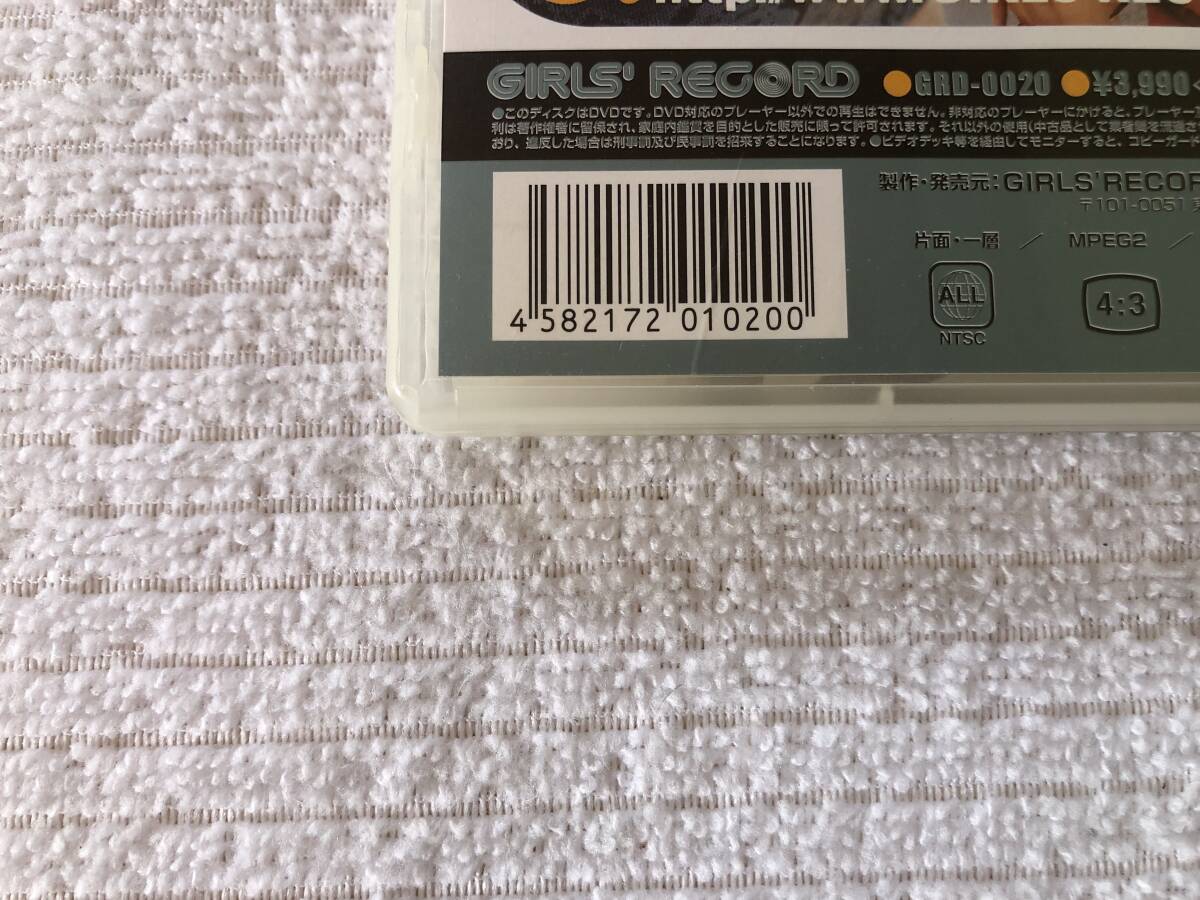 GIRLS' RECORD ●GRD-0020 ●¥3,990
●このディスクはDVDです。DVD対応のプレーヤー以外での再生はできません。非対応のプレーヤーにかけると、プレーヤー
利は著作権者に留保され、家庭内鑑賞を目的とした販売に限って許可されます。それ以外の使用(中古品として業者間を流通さ
おり、違反した場合は刑事罰及び民事罰を招来することになります。●ビデオデッキ等を経由してモニターすると、コピーガード
製作・発売元:GIRLS'RECOR
〒101-0051
片面・一層 / MPEG2 /
ALL
4:3
NTSC
4 582172 010200